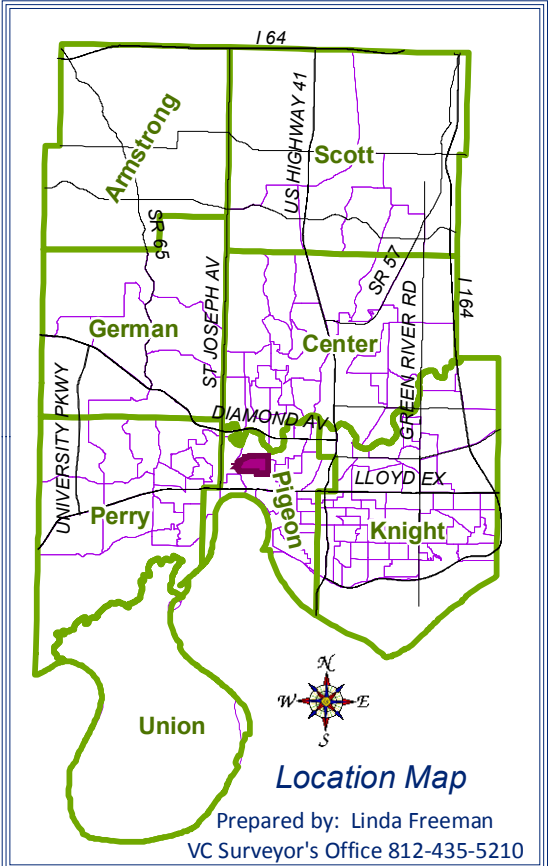 I 64
Armstrong
US HIGHWAY 41
Scott
SR 65
SR 57
I 164
ST JOSEPH AV
German
Center
GREEN RIVER RD
UNIVERSITY PKWY
DIAMOND AV
LLOYD EX
Perry
Pigeon
Knight
N
W
E
S
Union
Location Map
Prepared by: Linda Freeman
VC Surveyor's Office 812-435-5210